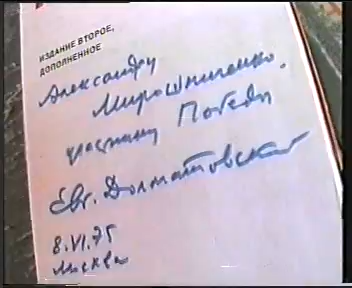 ИЗДАНИЕ ВТОРОЕ,
ДОПОЛНЕННОЕ
Александру
Мирошниченко,
участнику Победы
Евг. Долматовский
8.VI.75
Москва